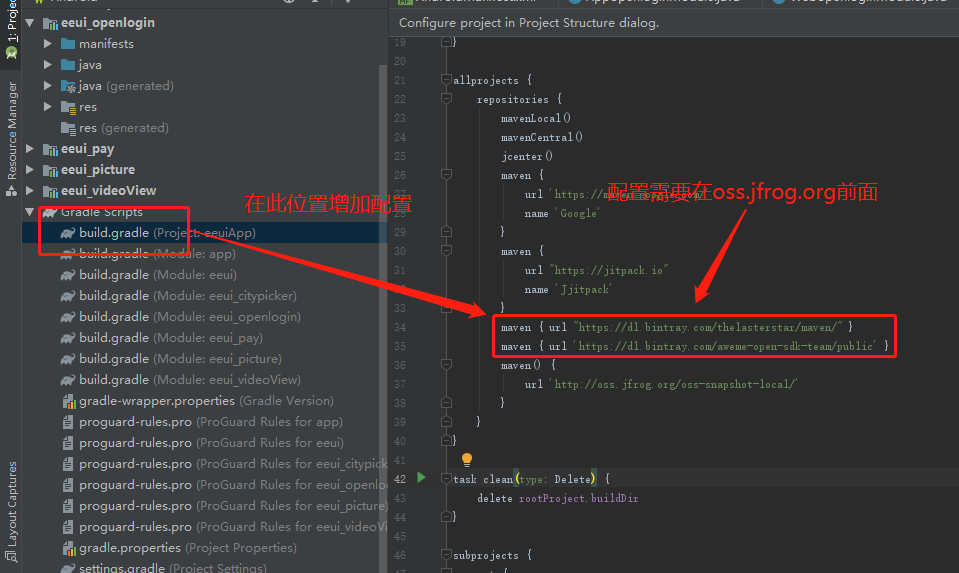 1: Project
Resource Manager
Layout Captures
eeui_openlogin
manifests
java
java (generated)
res
res (generated)
eeui_pay
eeui_picture
eeui_videoView
Gradle Scripts
build.gradle (Project: eeuiApp)
build.gradle (Module: app)
build.gradle (Module: eeui)
build.gradle (Module: eeui_citypicker)
build.gradle (Module: eeui_openlogin)
build.gradle (Module: eeui_pay)
build.gradle (Module: eeui_picture)
build.gradle (Module: eeui_videoView)
gradle-wrapper.properties (Gradle Version)
proguard-rules.pro (ProGuard Rules for app)
proguard-rules.pro (ProGuard Rules for eeui)
proguard-rules.pro (ProGuard Rules for eeui_citypick
proguard-rules.pro (ProGuard Rules for eeui_openlo
proguard-rules.pro (ProGuard Rules for eeui_pay)
proguard-rules.pro (ProGuard Rules for eeui_picture)
proguard-rules.pro (ProGuard Rules for eeui_videoVi
gradle.properties (Project Properties)
settings.gradle (Project Settings)
在此位置增加配置
配置需要在oss.jfrog.org前面
Configure project in Project Structure dialog.
19 }
20
21 allprojects {
22 repositories {
23 mavenLocal()
24 mavenCentral()
25 jcenter()
26 maven {
27 url 'https://
28 name 'Google'
29 }
30 maven {
31 url "https://jitpack.io"
32 name 'Jjitpack'
33 }
34 maven { url "https://dl.bintray.com/thelasterstar/maven/" }
35 maven { url 'https://dl.bintray.com/aweme-open-sdk-team/public' }
36 maven() {
37 url 'http://oss.jfrog.org/oss-snapshot-local/'
38 }
39 }
40 }
41
42 task clean(type: Delete) {
43 delete rootProject.buildDir
44 }
45
46 subprojects {